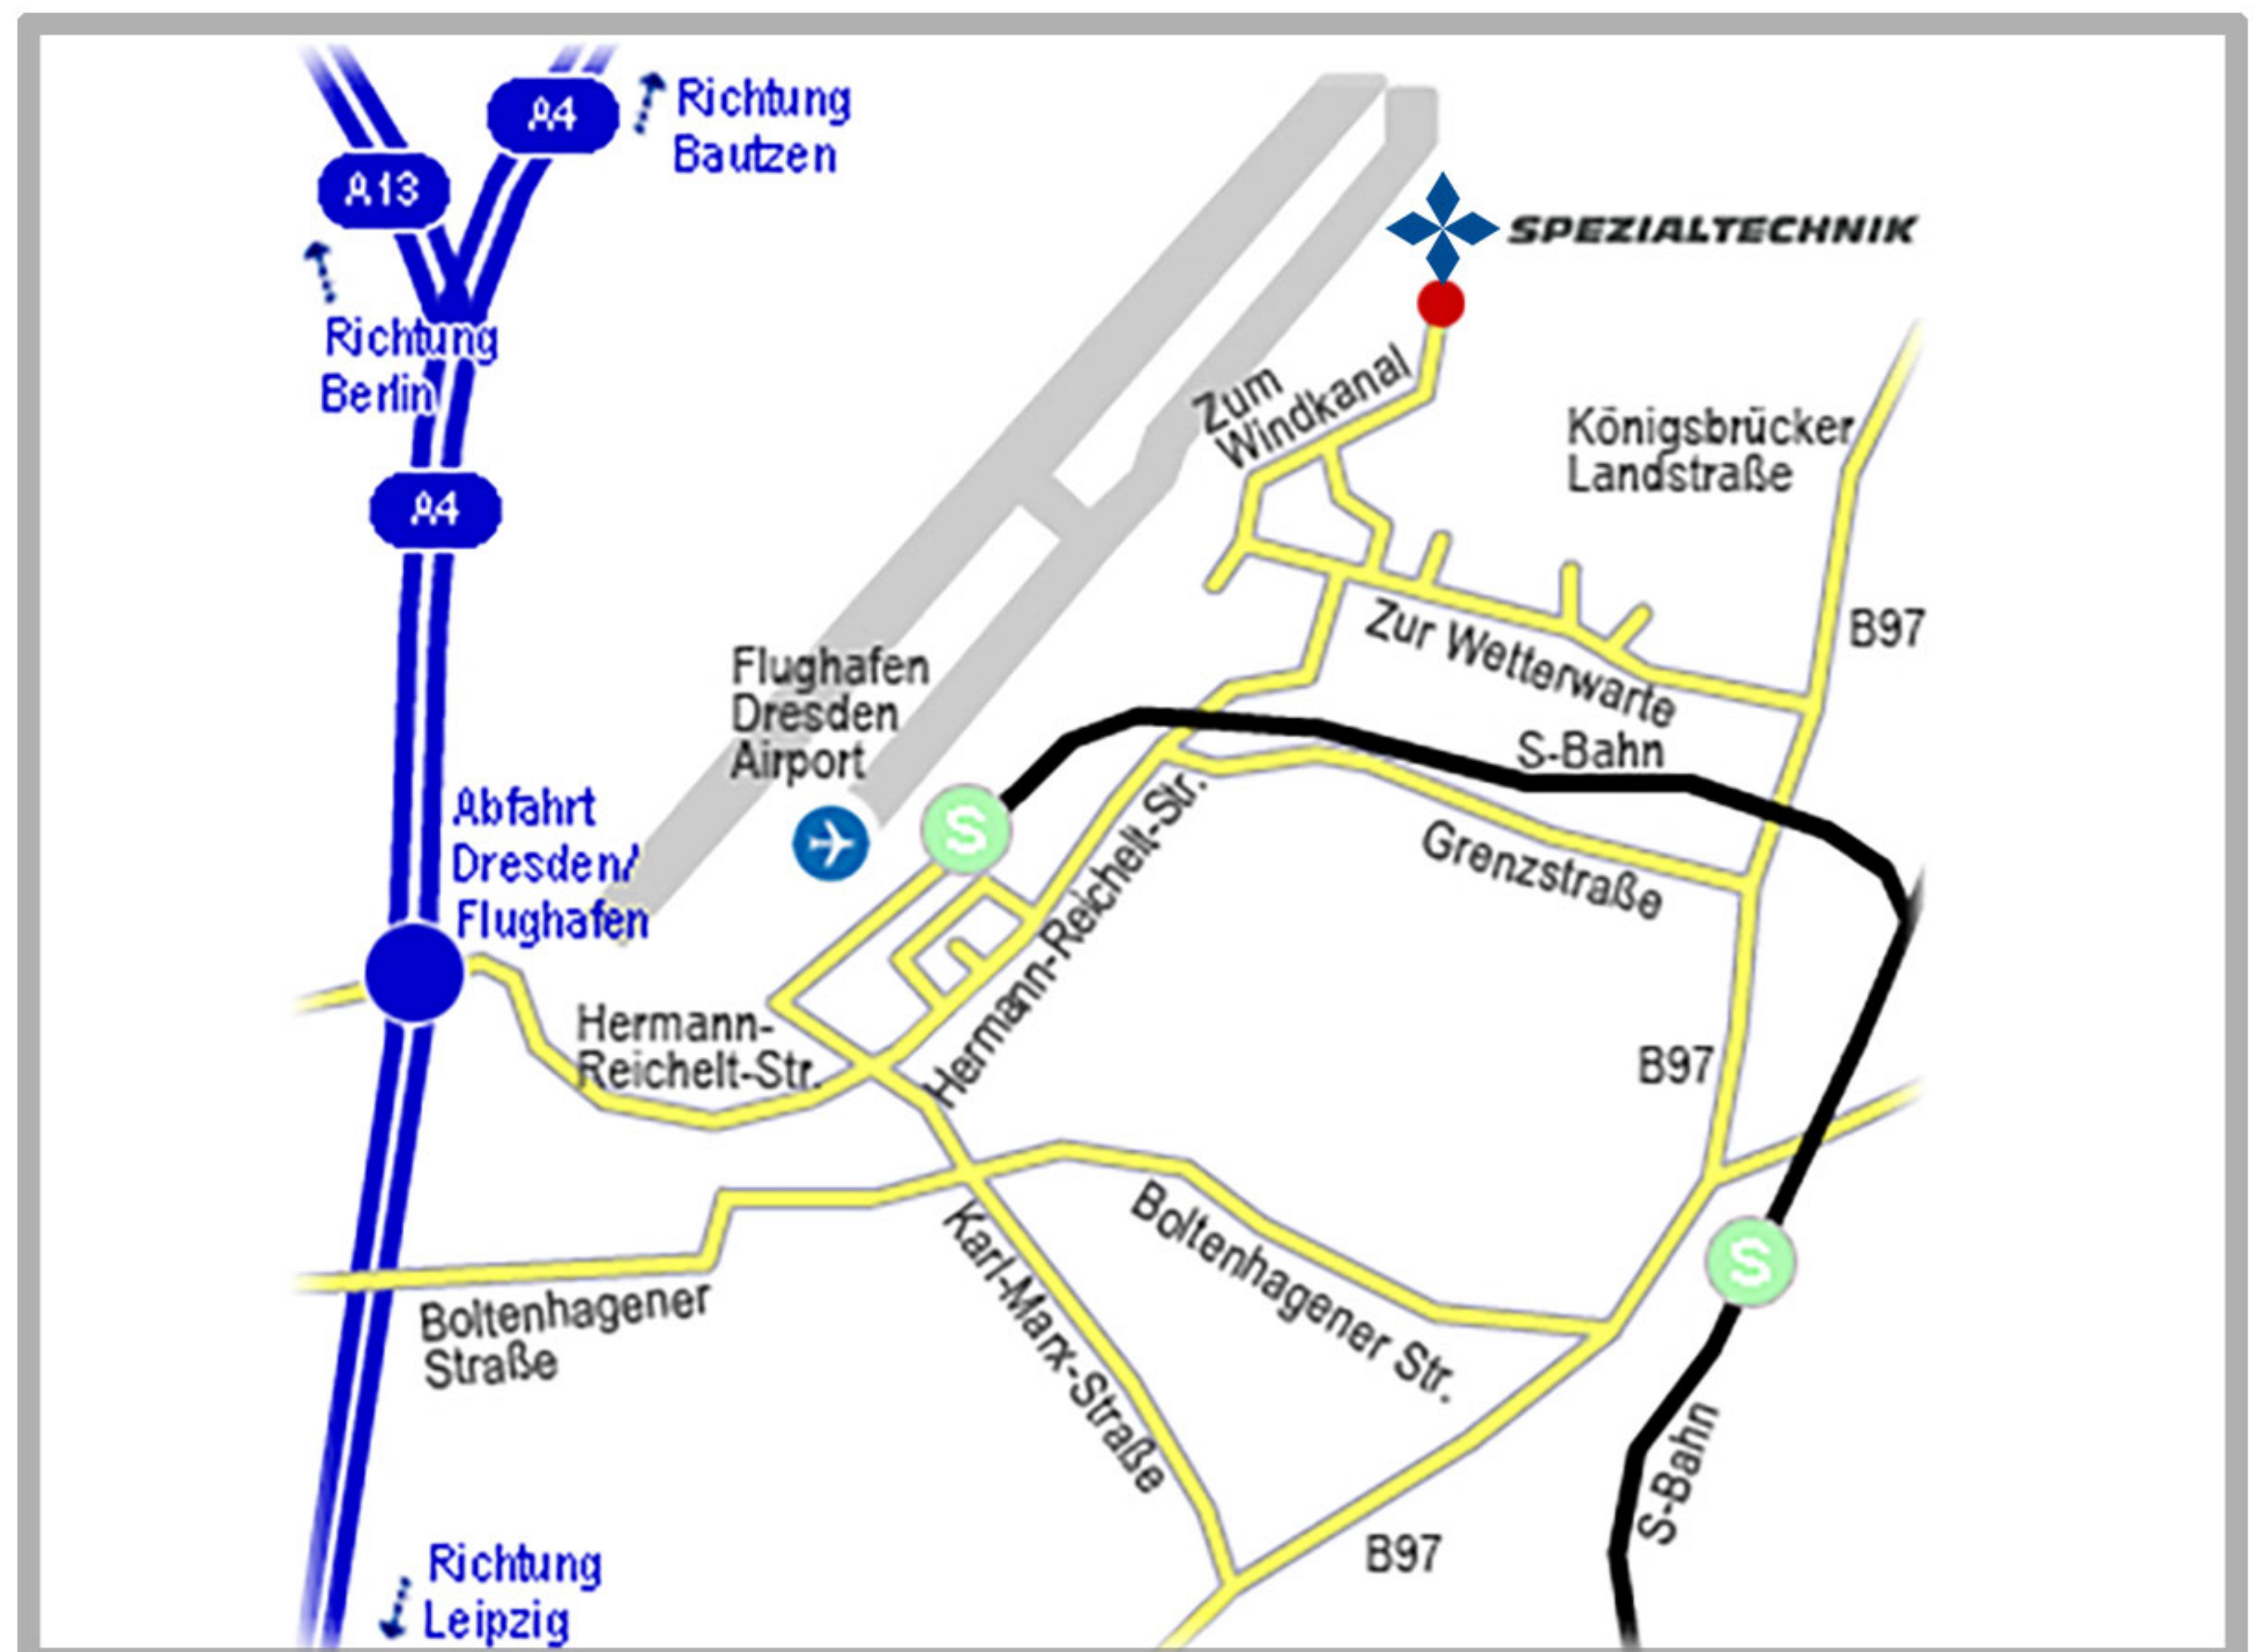 A4
Richtung
Bautzen
A13
SPEZIALTECHNIK
Richtung
Berlin
Zum
Windkanal
Königsbrücker
Landstraße
A4
B97
Zur Wetterwarte
Flughafen
Dresden
Airport
S-Bahn
Abfahrt
Dresden/
Flughafen
S
Grenzstraße
Hermann-Reichelt-Str.
Hermann-
Reichelt-Str.
B97
Boltenhagener Str.
Karl-Marx-Straße
S
Boltenhagener
Straße
S-Bahn
B97
Richtung
Leipzig